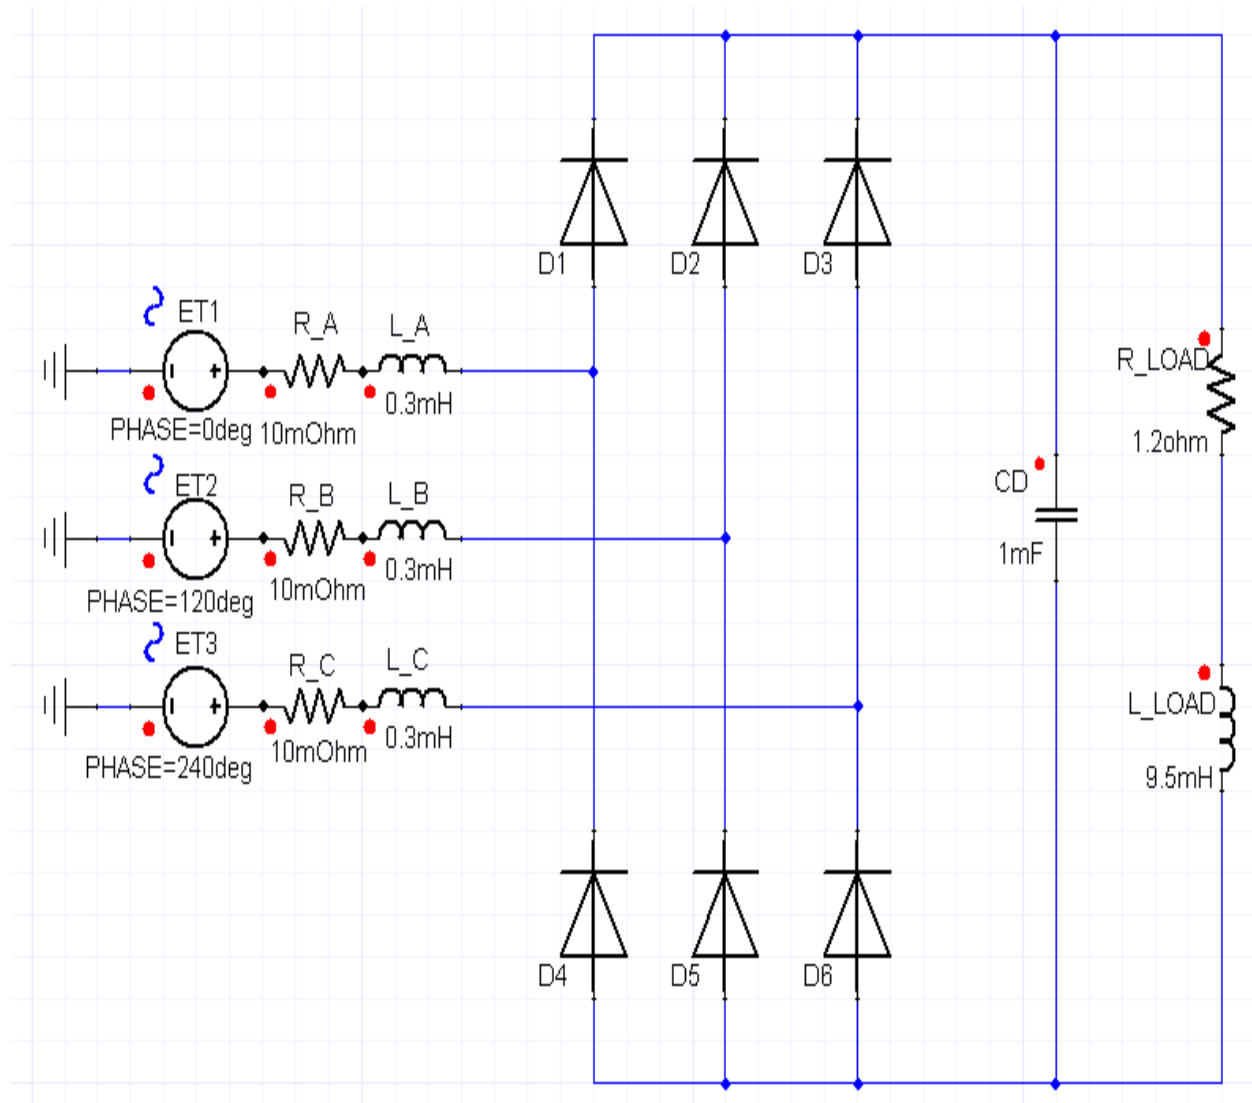 D1
D2
D3
ET1
R_A
L_A
PHASE=0deg
10mOhm
0.3mH
ET2
R_B
L_B
PHASE=120deg
10mOhm
0.3mH
ET3
R_C
L_C
PHASE=240deg
10mOhm
0.3mH
D4
D5
D6
CD
1mF
R_LOAD
1.2ohm
L_LOAD
9.5mH